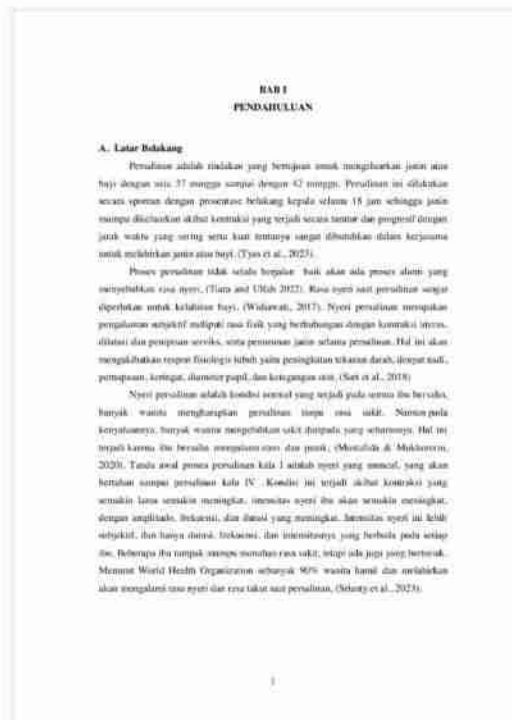 BAB I
PENDAHULUAN
A. Latar Belakang
Persalinan adalah tindakan yang bertujuan untuk mengeluarkan janin atau
bayi dengan usia 37 minggu sampai dengan 42 minggu. Persalinan ini dilakukan
secara spontan dengan presentase belakang kepala selama 18 jam sehingga janin
mampu dikeluarkan akibat kontraksi yang terjadi secara teratur dan progresif dengan
jarak waktu yang sering serta kuat tentunya sangat dibutuhkan dalam kerjasama
untuk melahirkan janin atau bayi. (Tyas et al., 2023).
Proses persalinan tidak selalu berjalan baik akan ada proses alami yang
menyebabkan rasa nyeri, (Tiara and Ulfah 2022). Rasa nyeri saat persalinan sangat
diperlukan untuk kelahiran bayi, (Widiawati, 2017). Nyeri persalinan merupakan
pengalaman subjektif meliputi rasa fisik yang berhubungan dengan kontraksi uterus,
dilatasi dan penipisan serviks, serta penurunan janin selama persalinan. Hal ini akan
mengakibatkan respon fisiologis tubuh yaitu peningkatan tekanan darah, denyut nadi,
pernapasan, keringat, diameter pupil, dan ketegangan otot, (Sari et al., 2018)
Nyeri persalinan adalah kondisi normal yang terjadi pada semua ibu bersalin,
banyak wanita mengharapkan persalinan tanpa rasa sakit. Namun pada
kenyataannya, banyak wanita mengeluhkan sakit daripada yang seharusnya. Hal ini
terjadi karena ibu bersalin mengalami stres dan panik, (Mustafida &
2020). Tanda awal proses persalinan kala I adalah nyeri yang muncul, yang akan
bertahan sampai persalinan kala IV. Kondisi ini terjadi akibat kontraksi yang
semakin lama semakin meningkat, intensitas nyeri ibu akan semakin meningkat,
dengan amplitudo, frekuensi, dan durasi yang meningkat. Intensitas nyeri ini lebih
subjektif, dan hanya durasi, frekuensi, dan intensitasnya yang berbeda pada setiap
ibu. Beberapa ibu tampak mampu menahan rasa sakit, tetapi ada juga yang berteriak.
Menurut World Health Organization sebanyak 90% wanita hamil dan melahirkan
akan mengalami rasa nyeri dan rasa takut saat persalinan, (et al., 2023).
1